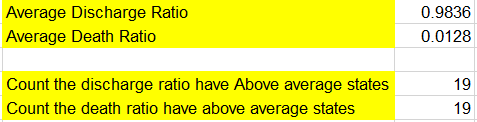 Average Discharge Ratio 0.9836
Average Death Ratio 0.0128
Count the discharge ratio have Above average states 19
Count the death ratio have above average states 19